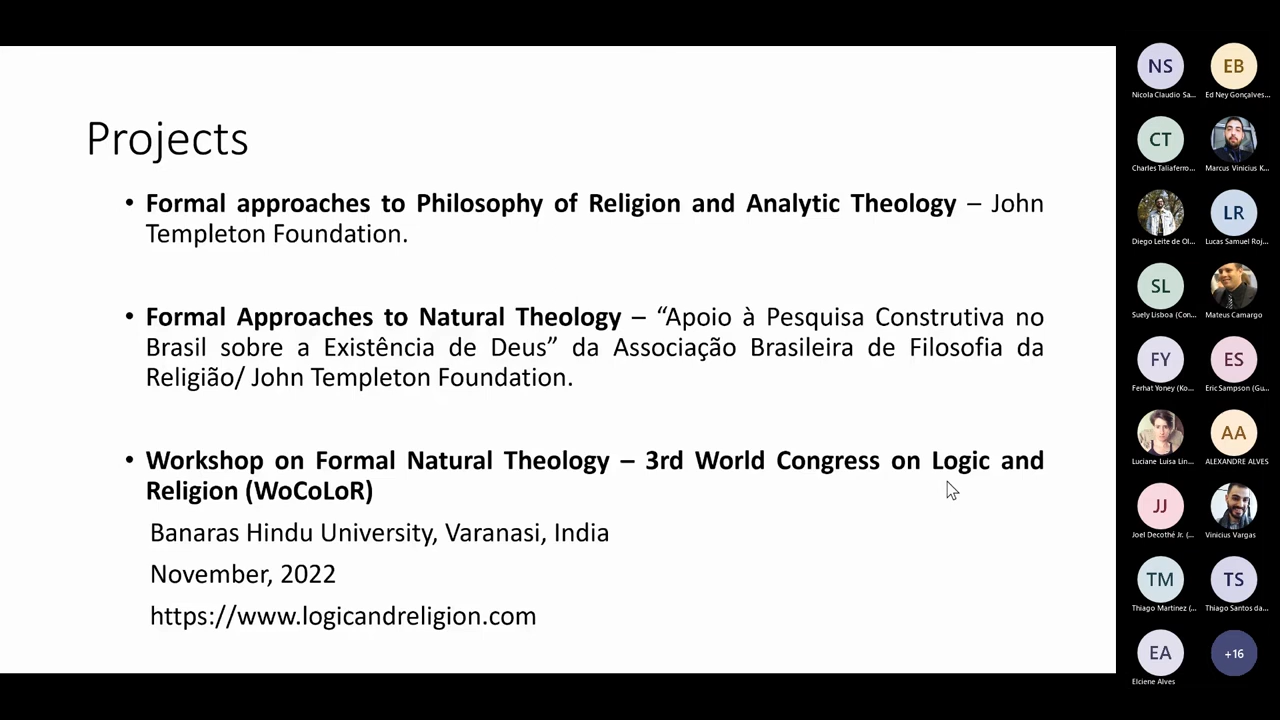 Projects
• Formal approaches to Philosophy of Religion and Analytic Theology – John
Templeton Foundation.
• Formal Approaches to Natural Theology – “Apoio à Pesquisa Construtiva no
Brasil sobre a Existência de Deus” da Associação Brasileira de Filosofia da
Religião/ John Templeton Foundation.
• Workshop on Formal Natural Theology – 3rd World Congress on Logic and
Religion (WoCoLoR)
Banaras Hindu University, Varanasi, India
November, 2022
https://www.logicandreligion.com
NS
Nicola Claudio Sa...
EB
Ed Ney Gonçalves...
CT
Charles Taliaferro...
Marcus Vinicius K...
Diego Leite de Ol...
LR
Lucas Samuel Roj...
SL
Suely Lisboa (Con...
Mateus Camargo
FY
Ferhat Yoney (Ko...
ES
Eric Sampson (Gu...
Luciane Luisa Lin...
AA
ALEXANDRE ALVES
JJ
Joel Decothé Jr. (...
Vinicius Vargas
TM
Thiago Martinez (...
TS
Thiago Santos da...
EA
Elciene Alves
+16